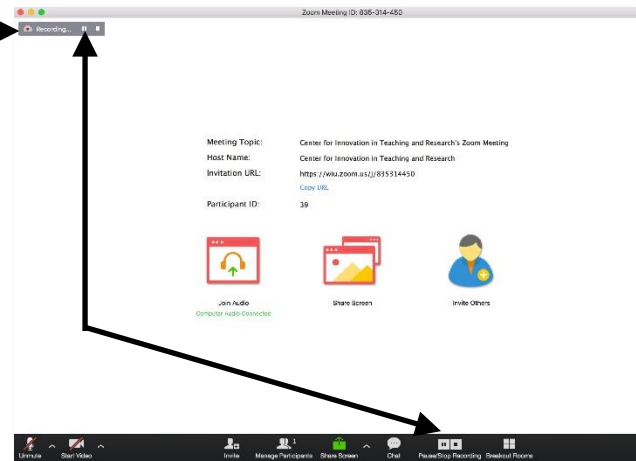 Zoom Meeting ID: 835-314-450
Recording...
Meeting Topic: Center for Innovation in Teaching and Research's Zoom Meeting
Host Name: Center for Innovation in Teaching and Research
Invitation URL: https://wiu.zoom.us/j/835314450
Copy URL
Participant ID: 39
Join Audio Share Screen Invite Others
Computer Audio Connected
1
Unmute Start Video Invite Manage Participants Share Screen Chat Pause/Stop Recording Breakout Rooms